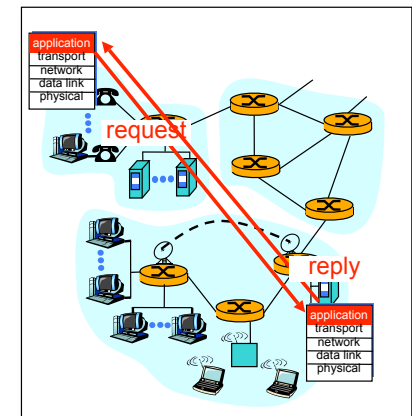 application
transport
network
data link
physical
request
reply
application
transport
network
data link
physical